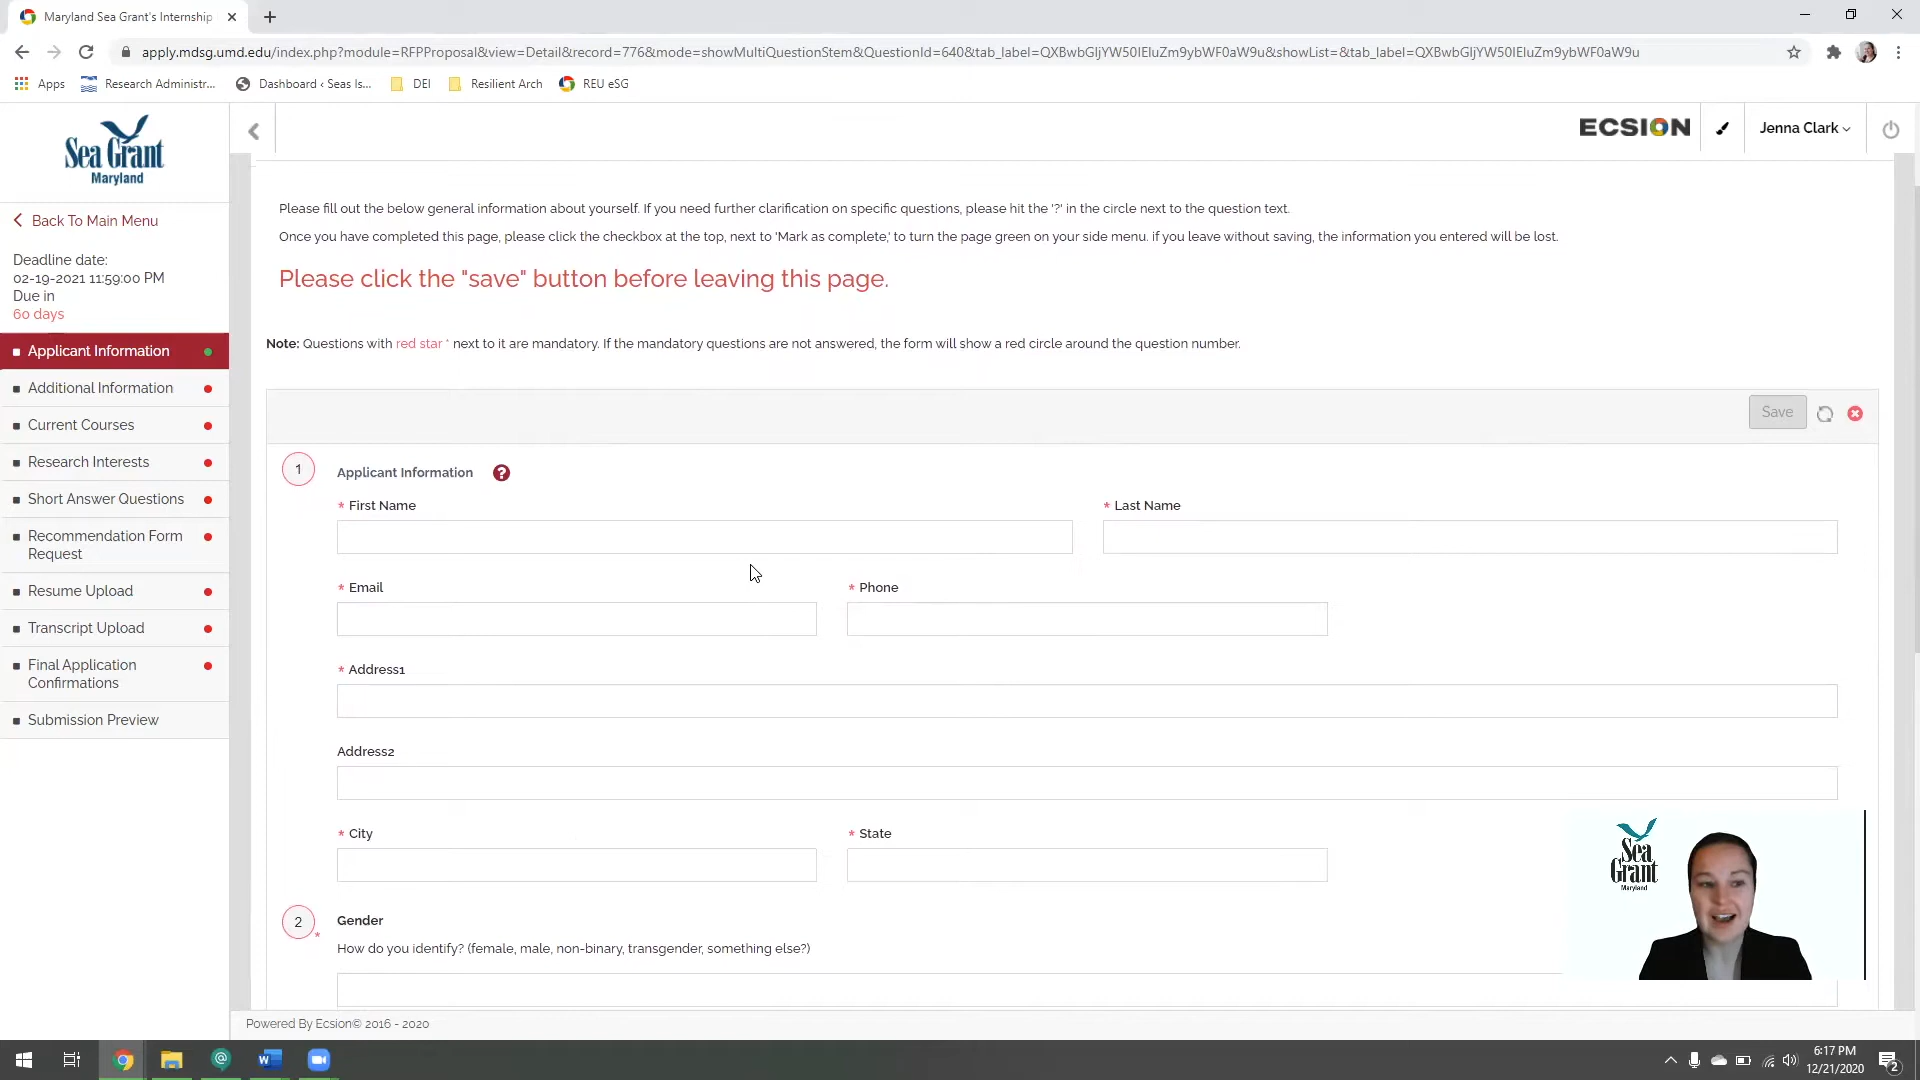 Maryland Sea Grant's Internship
apply.mdsg.umd.edu/index.php?module=RFPProposal&view=Detail&record=776&mode=showMultiQuestionStem&QuestionId=640&tab_label=QXBwbGljYW50IEluZm9ybWF0aW9u&showList=&tab_label=QXBwbGljYW50IEluZm9ybWF0aW9u
Apps Research Administr... Dashboard ‹ Seas Is... DEI Resilient Arch REU eSG
Sea Grant
Maryland
ECSION Jenna Clark
Back To Main Menu
Deadline date:
02-19-2021 11:59:00 PM
Due in
60 days
Applicant Information
Additional Information
Current Courses
Research Interests
Short Answer Questions
Recommendation Form
Request
Resume Upload
Transcript Upload
Final Application
Confirmations
Submission Preview
Please fill out the below general information about yourself. If you need further clarification on specific questions, please hit the '?' in the circle next to the question text.
Once you have completed this page, please click the checkbox at the top, next to 'Mark as complete,' to turn the page green on your side menu. if you leave without saving, the information you entered will be lost.
Please click the "save" button before leaving this page.
Note: Questions with red star * next to it are mandatory. If the mandatory questions are not answered, the form will show a red circle around the question number.
Save
1 Applicant Information ?
* First Name * Last Name
* Email * Phone
* Address1
Address2
* City * State
2 * Gender
How do you identify? (female, male, non-binary, transgender, something else?)
Sea
Grant
Maryland
Powered By Ecsion© 2016 - 2020
6:17 PM
12/21/2020
2